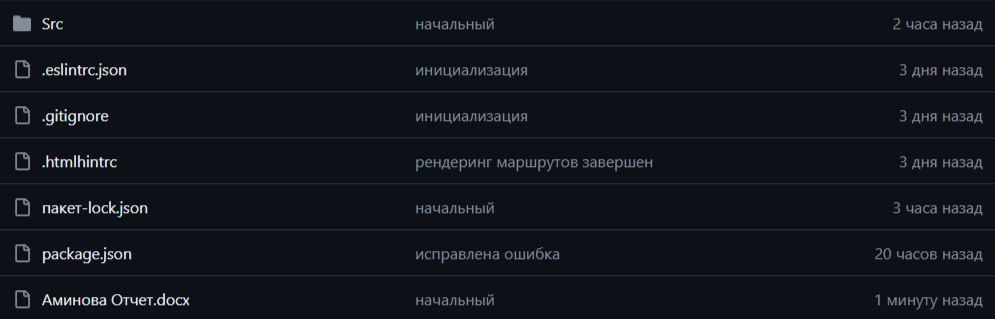 Src начальный 2 часа назад
.eslintrc.json инициализация 3 дня назад
.gitignore инициализация 3 дня назад
.htmlhintrc рендеринг маршрутов завершен 3 дня назад
пакет-lock.json начальный 3 часа назад
package.json исправлена ошибка 20 часов назад
Аминова Отчет.docx начальный 1 минуту назад